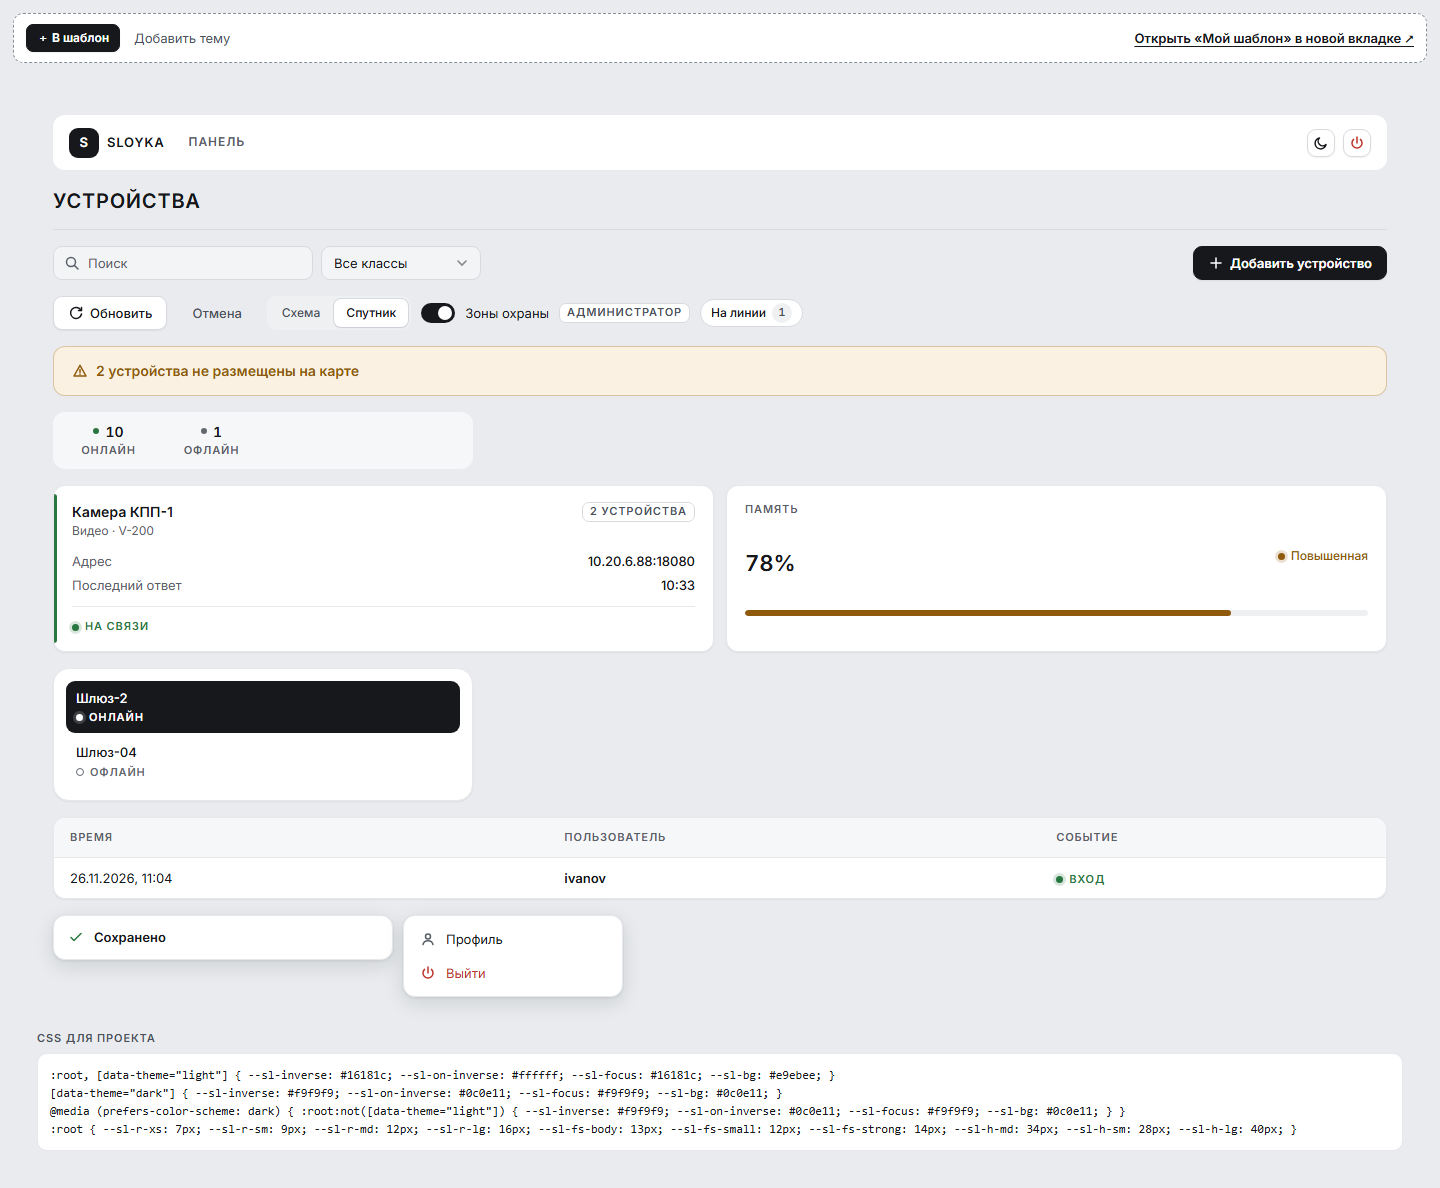 + В шаблон Добавить тему Открыть «Мой шаблон» в новой вкладке ↗
S SLOYKA ПАНЕЛЬ
УСТРОЙСТВА
Поиск Все классы + Добавить устройство
Обновить Отмена Схема Спутник Зоны охраны АДМИНИСТРАТОР На линии 1
2 устройства не размещены на карте
10 1
ОНЛАЙН ОФЛАЙН
Камера КПП-1 2 УСТРОЙСТВА
Видео · V-200
Адрес 10.20.6.88:18080
Последний ответ 10:33
НА СВЯЗИ
ПАМЯТЬ
78% Повышенная
Шлюз-2
ОНЛАЙН
Шлюз-04
ОФЛАЙН
ВРЕМЯ ПОЛЬЗОВАТЕЛЬ СОБЫТИЕ
26.11.2026, 11:04 ivanov ВХОД
Сохранено
Профиль
Выйти
CSS ДЛЯ ПРОЕКТА
:root, [data-theme="light"] { --sl-inverse: #16181c; --sl-on-inverse: #ffffff; --sl-focus: #16181c; --sl-bg: #e9ebee; }
[data-theme="dark"] { --sl-inverse: #f9f9f9; --sl-on-inverse: #0c0e11; --sl-focus: #f9f9f9; --sl-bg: #0c0e11; }
@media (prefers-color-scheme: dark) { :root:not([data-theme="light"]) { --sl-inverse: #f9f9f9; --sl-on-inverse: #0c0e11; --sl-focus: #f9f9f9; --sl-bg: #0c0e11; } }
:root { --sl-r-xs: 7px; --sl-r-sm: 9px; --sl-r-md: 12px; --sl-r-lg: 16px; --sl-fs-body: 13px; --sl-fs-small: 12px; --sl-fs-strong: 14px; --sl-h-md: 34px; --sl-h-sm: 28px; --sl-h-lg: 40px; }